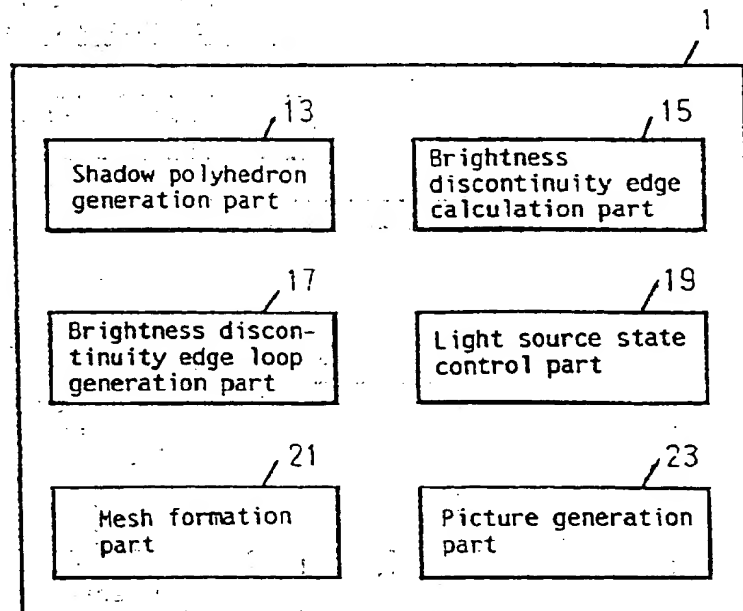 1
13
15
Shadow polyhedron
generation part
Brightness
discontinuity edge
calculation part
17
19
Brightness discon-
tinuity edge loop
generation part
Light source state
control part
21
23
Mesh formation
part
Picture generation
part